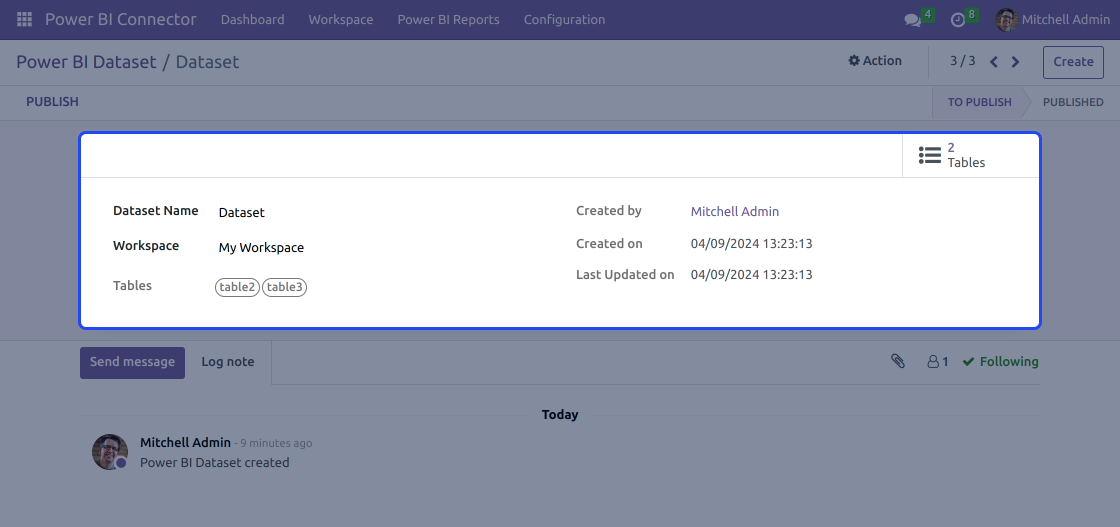 Power BI Connector Dashboard Workspace Power BI Reports Configuration 4 8 Mitchell Admin
Power BI Dataset / Dataset Action 3 / 3 Create
PUBLISH TO PUBLISH PUBLISHED
2
Tables
Dataset Name Dataset
Workspace My Workspace
Tables table2 table3
Created by Mitchell Admin
Created on 04/09/2024 13:23:13
Last Updated on 04/09/2024 13:23:13
Send message Log note 1 Following
Today
Mitchell Admin - 9 minutes ago
Power BI Dataset created